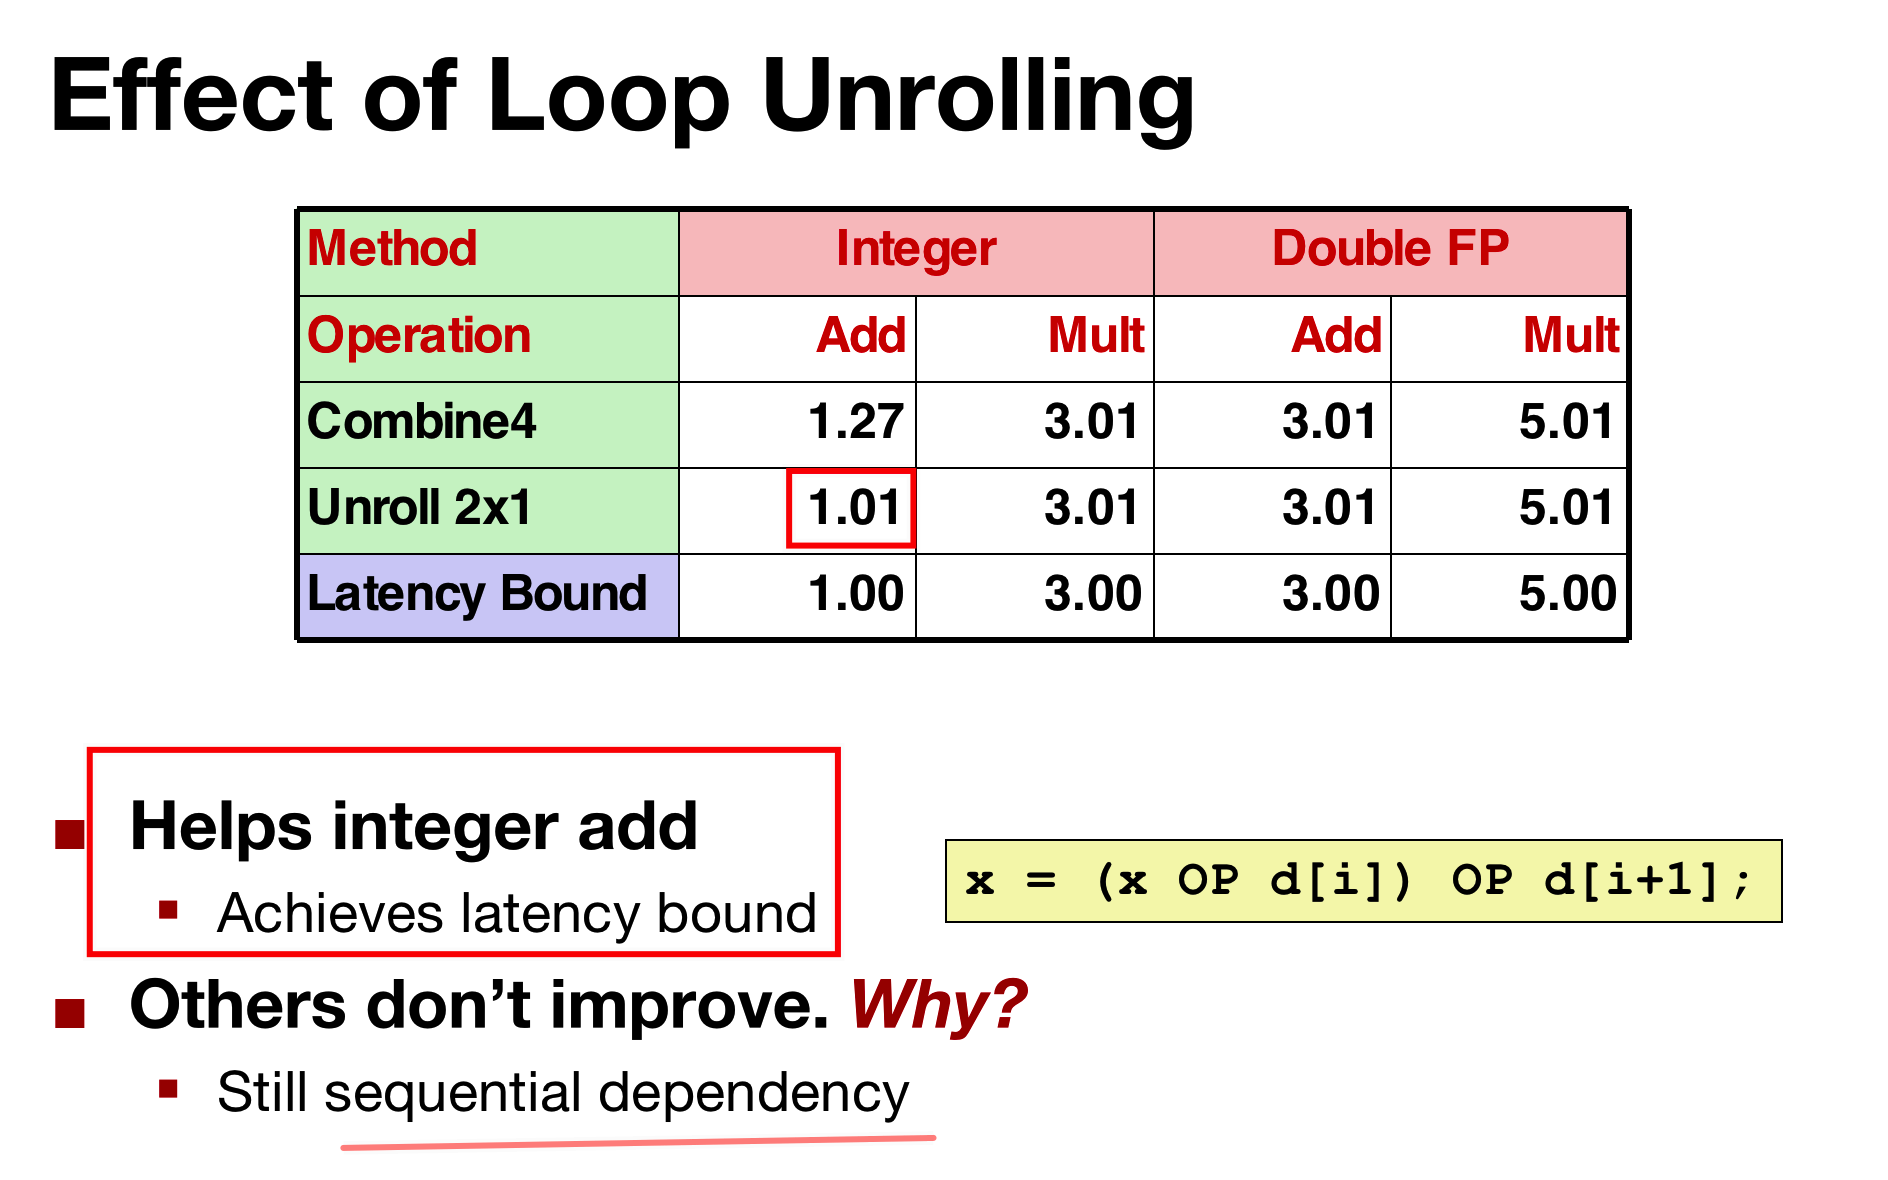 Effect of Loop Unrolling
Method Integer Double FP
Operation Add Mult Add Mult
Combine4 1.27 3.01 3.01 5.01
Unroll 2x1 1.01 3.01 3.01 5.01
Latency Bound 1.00 3.00 3.00 5.00
Helps integer add
Achieves latency bound
x = (x OP d[i]) OP d[i+1];
Others don’t improve. Why?
Still sequential dependency